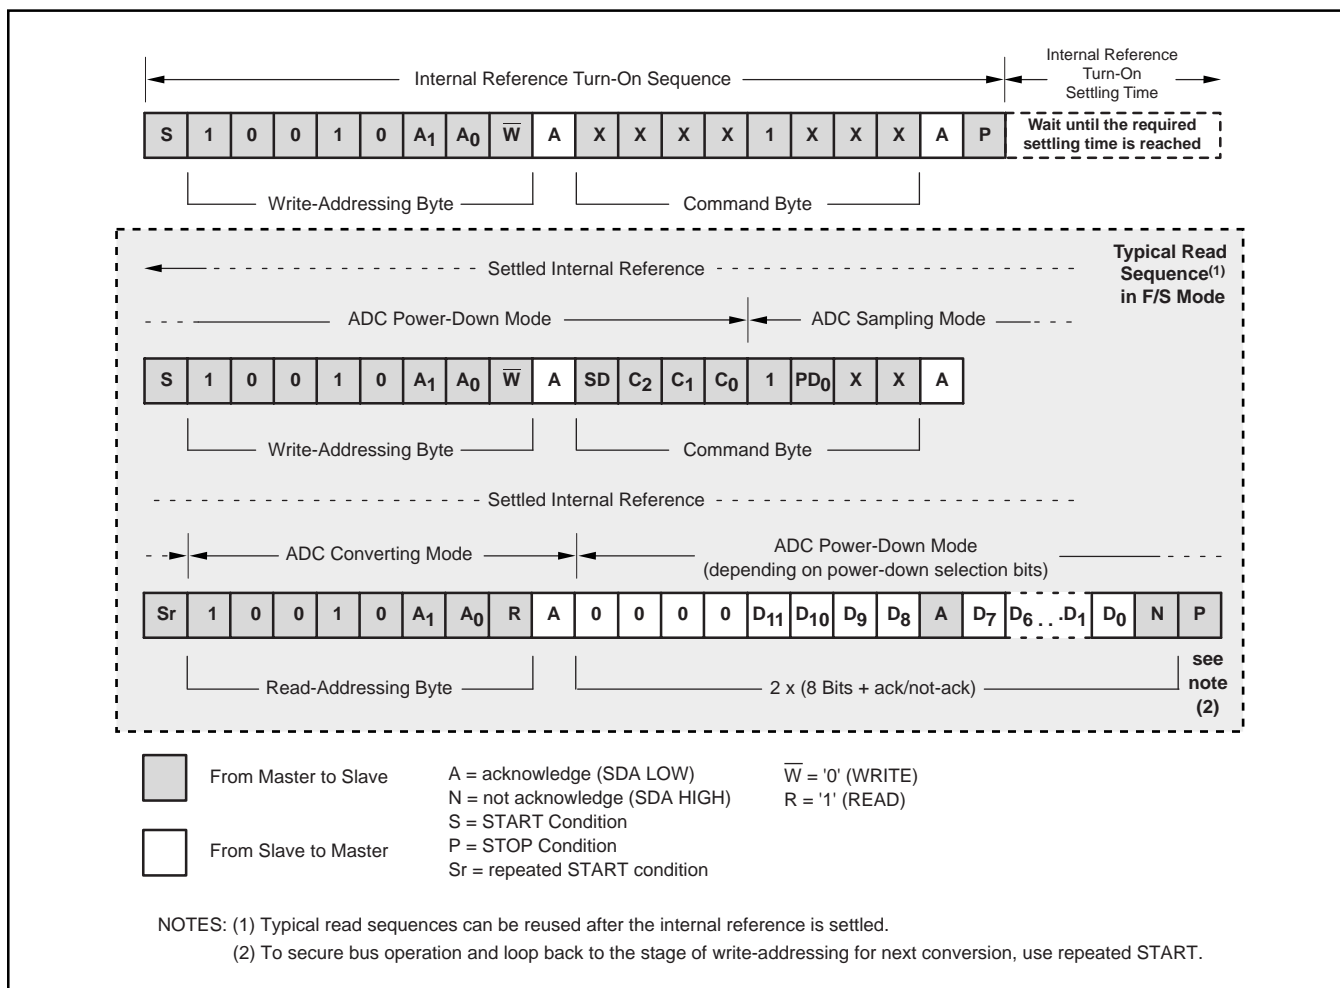 Internal Reference
Turn-On
Settling Time
Internal Reference Turn-On Sequence
S 1 0 0 1 0 A1 A0 W̅ A X X X X 1 X X X A P
Wait until the required
settling time is reached
Write-Addressing Byte
Command Byte
Typical Read
Sequence(1)
in F/S Mode
Settled Internal Reference
ADC Power-Down Mode
ADC Sampling Mode
S 1 0 0 1 0 A1 A0 W̅ A SD C2 C1 C0 1 PD0 X X A
Write-Addressing Byte
Command Byte
Settled Internal Reference
ADC Converting Mode
ADC Power-Down Mode
(depending on power-down selection bits)
Sr 1 0 0 1 0 A1 A0 R A 0 0 0 0 D11 D10 D9 D8 A D7 D6 . . .D1 D0 N P
Read-Addressing Byte
2 x (8 Bits + ack/not-ack)
see
note
(2)
From Master to Slave
From Slave to Master
A = acknowledge (SDA LOW)
N = not acknowledge (SDA HIGH)
S = START Condition
P = STOP Condition
Sr = repeated START condition
W̅ = '0' (WRITE)
R = '1' (READ)
NOTES: (1) Typical read sequences can be reused after the internal reference is settled.
(2) To secure bus operation and loop back to the stage of write-addressing for next conversion, use repeated START.